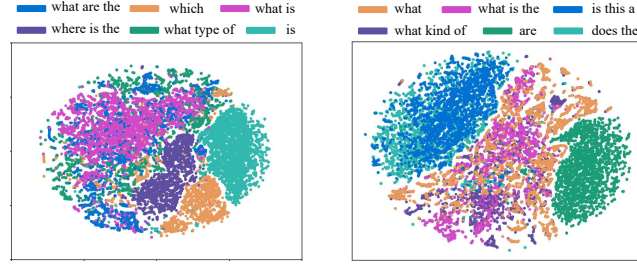 what are the which what is
where is the what type of is
what what is the is this a
what kind of are does the